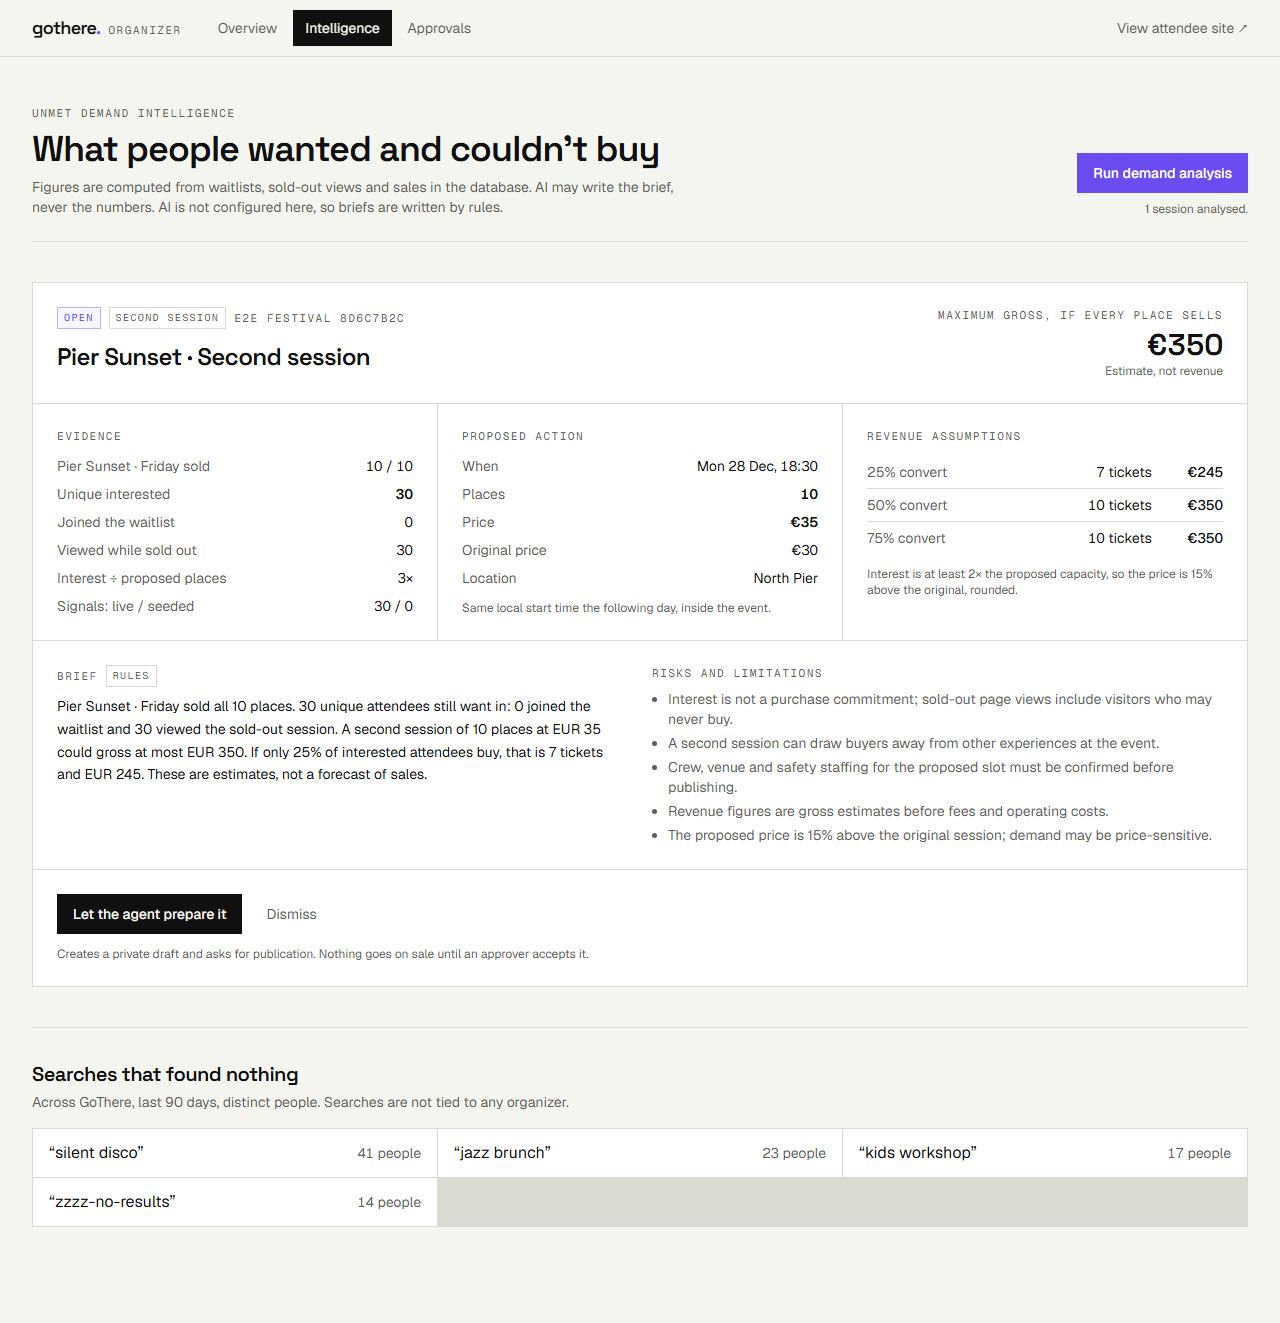 gothere. ORGANIZER Overview Intelligence Approvals View attendee site ↗
UNMET DEMAND INTELLIGENCE
What people wanted and couldn’t buy
Figures are computed from waitlists, sold-out views and sales in the database. AI may write the brief,
never the numbers. AI is not configured here, so briefs are written by rules.
Run demand analysis
1 session analysed.
OPEN SECOND SESSION E2E FESTIVAL 8D6C7B2C
Pier Sunset · Second session
MAXIMUM GROSS, IF EVERY PLACE SELLS
€350
Estimate, not revenue
EVIDENCE
Pier Sunset · Friday sold 10 / 10
Unique interested 30
Joined the waitlist 0
Viewed while sold out 30
Interest ÷ proposed places 3×
Signals: live / seeded 30 / 0
PROPOSED ACTION
When Mon 28 Dec, 18:30
Places 10
Price €35
Original price €30
Location North Pier
Same local start time the following day, inside the event.
REVENUE ASSUMPTIONS
25% convert 7 tickets €245
50% convert 10 tickets €350
75% convert 10 tickets €350
Interest is at least 2× the proposed capacity, so the price is 15%
above the original, rounded.
BRIEF RULES
Pier Sunset · Friday sold all 10 places. 30 unique attendees still want in: 0 joined the
waitlist and 30 viewed the sold-out session. A second session of 10 places at EUR 35
could gross at most EUR 350. If only 25% of interested attendees buy, that is 7 tickets
and EUR 245. These are estimates, not a forecast of sales.
RISKS AND LIMITATIONS
• Interest is not a purchase commitment; sold-out page views include visitors who may
never buy.
• A second session can draw buyers away from other experiences at the event.
• Crew, venue and safety staffing for the proposed slot must be confirmed before
publishing.
• Revenue figures are gross estimates before fees and operating costs.
• The proposed price is 15% above the original session; demand may be price-sensitive.
Let the agent prepare it Dismiss
Creates a private draft and asks for publication. Nothing goes on sale until an approver accepts it.
Searches that found nothing
Across GoThere, last 90 days, distinct people. Searches are not tied to any organizer.
“silent disco” 41 people
“jazz brunch” 23 people
“kids workshop” 17 people
“zzzz-no-results” 14 people